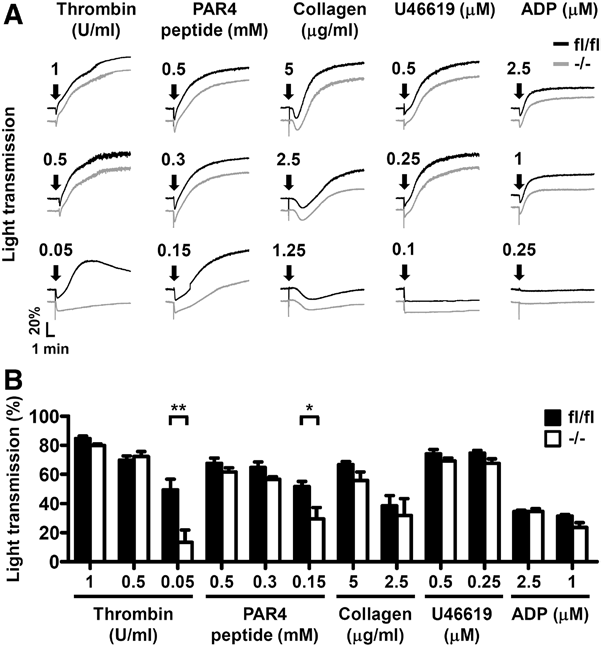 A
Thrombin (U/ml)
PAR4 peptide (mM)
Collagen (μg/ml)
U46619 (μM)
ADP (μM)
fl/fl
-/-
Light transmission
1
0.5
5
0.5
2.5
0.5
0.3
2.5
0.25
1
0.05
0.15
1.25
0.1
0.25
20%
1 min
B
Light transmission (%)
100
80
60
40
20
0
**
*
fl/fl
-/-
1 0.5 0.05 0.5 0.3 0.15 5 2.5 0.5 0.25 2.5 1
Thrombin (U/ml)
PAR4 peptide (mM)
Collagen (μg/ml)
U46619 (μM)
ADP (μM)